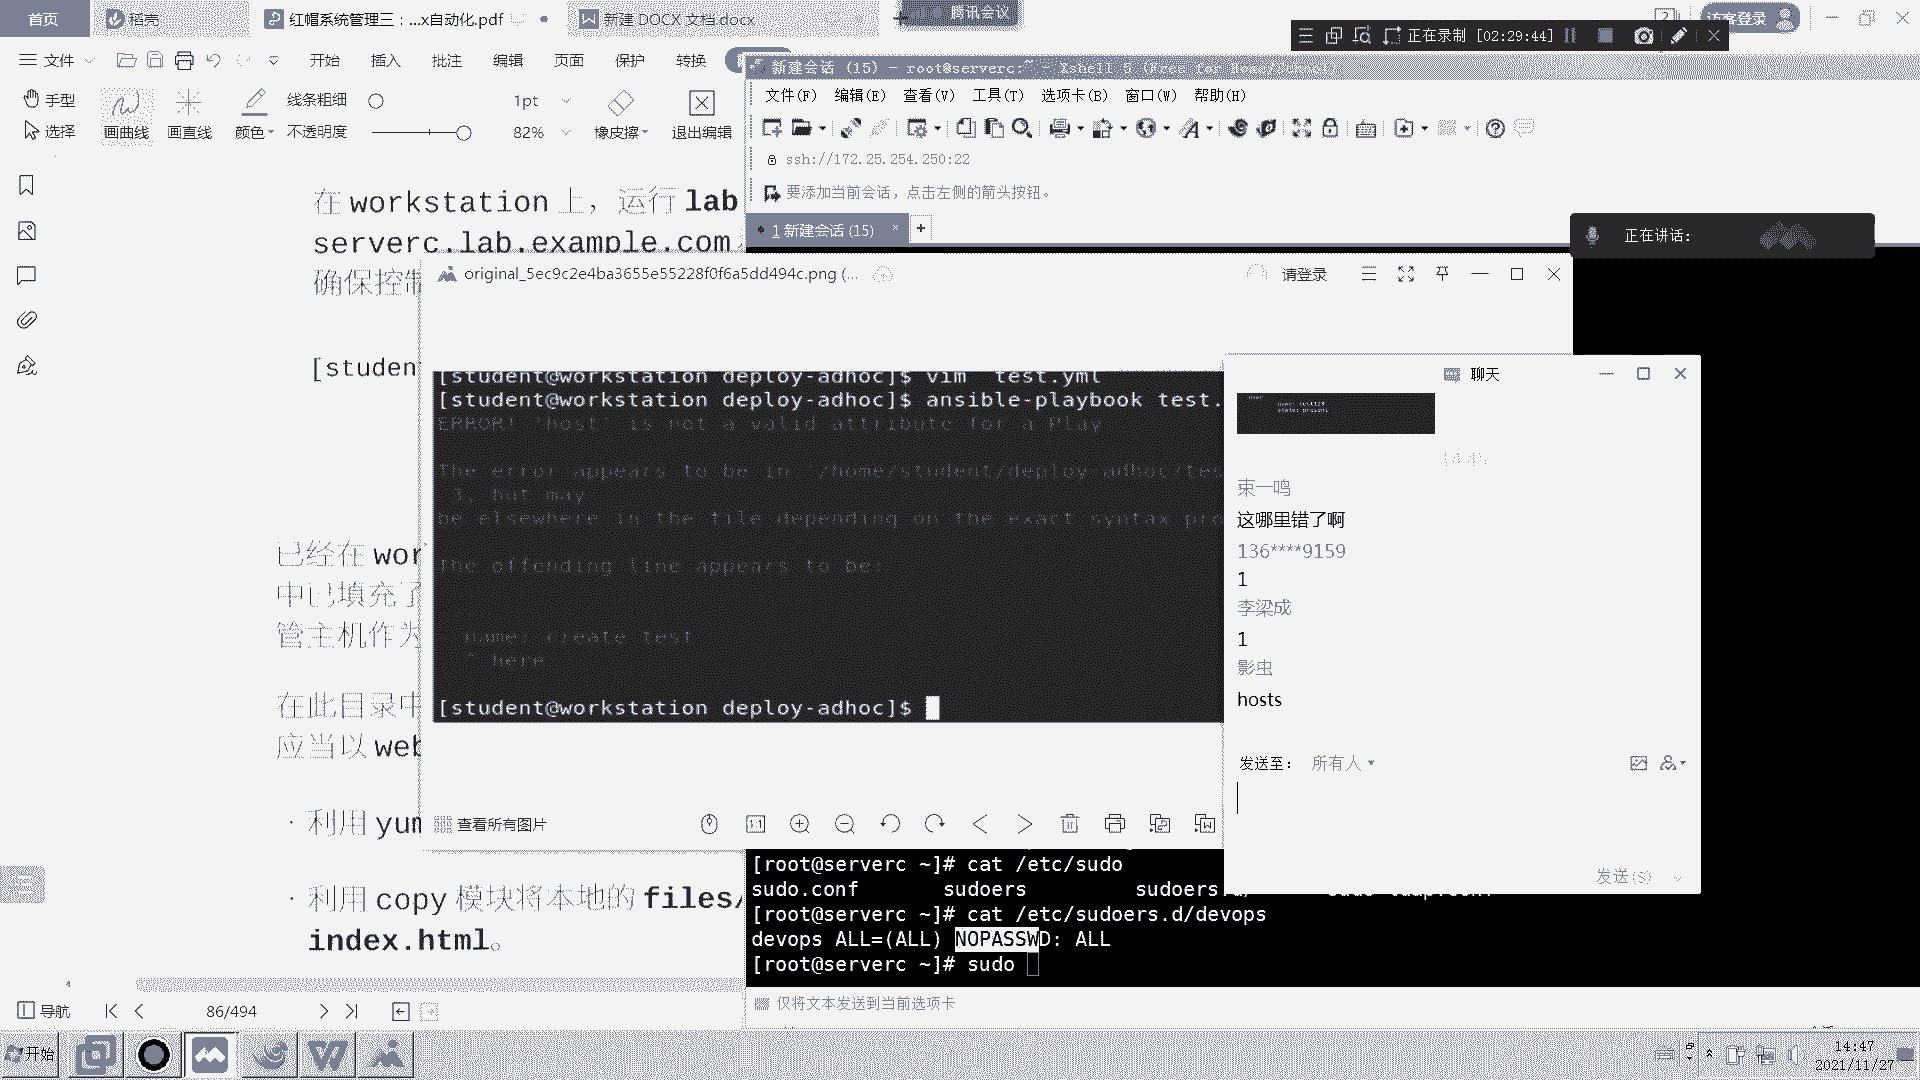 首页
稻壳
红帽系统管理三：...x自动化.pdf
新建 DOCX 文档.docx
腾讯会议
访客登录
正在录制 [02:29:44]
文件
开始
插入
批注
编辑
页面
保护
转换
手型
选择
画曲线
画直线
颜色
线条粗细
不透明度
1pt
82%
橡皮擦
退出编辑
新建会话 (15) - root@serverc:~ - Xshell 5 (Free for Home/School)
文件(F) 编辑(E) 查看(V) 工具(T) 选项卡(B) 窗口(W) 帮助(H)
ssh://172.25.254.250:22
要添加当前会话，点击左侧的箭头按钮。
1 新建会话 (15)
正在讲话:
在 workstation 上，运行 lab
serverc.lab.example.com
确保控制
[studen
已经在 wor
中已填充了
管主机作为
在此目录中
应当以 web
· 利用 yum
· 利用 copy 模块将本地的 files/
index.html。
original_5ec9c2e4ba3655e55228f0f6a5dd494c.png (...
请登录
[student@workstation deploy-adhoc]$ vim test.yml
[student@workstation deploy-adhoc]$ ansible-playbook test.
ERROR! 'host' is not a valid attribute for a Play
The error appears to be in '/home/student/deploy-adhoc/tes
3, but may
be elsewhere in the file depending on the exact syntax pro
The offending line appears to be:
name: create test
^ here
[student@workstation deploy-adhoc]$
查看所有图片
1:1
聊天
name: test123
state: present
束一鸣
这哪里错了啊
136****9159
1
李梁成
1
影虫
hosts
发送至: 所有人
发送(S)
[root@serverc ~]# cat /etc/sudo
sudo.conf sudoers sudoers.d/
[root@serverc ~]# cat /etc/sudoers.d/devops
devops ALL=(ALL) NOPASSWD: ALL
[root@serverc ~]# sudo
仅将文本发送到当前选项卡
导航
86/494
开始
14:47
2021/11/27